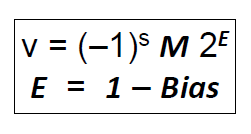 v = (–1)ˢ M 2ᴱ
E = 1 – Bias